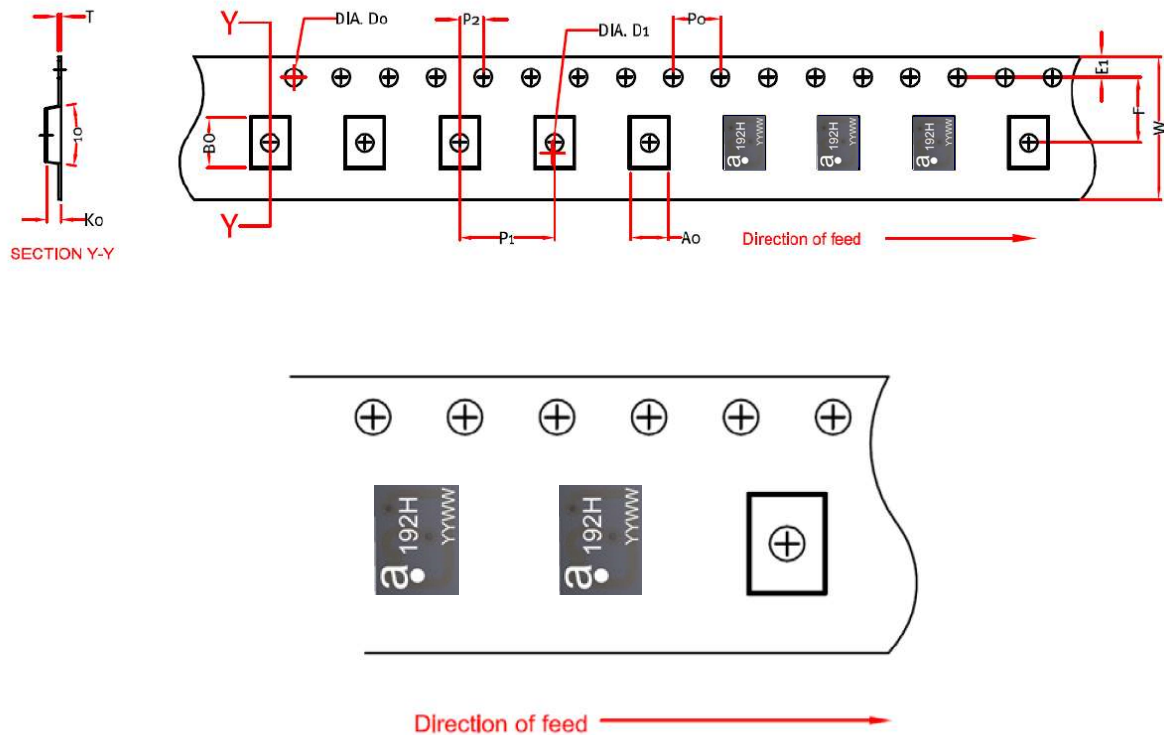 T
Y
DIA. Do
P2
DIA. D1
Po
E1
F
W
10
BO
a 192H YYWW
a 192H YYWW
a 192H YYWW
Ko
Y
P1
Ao
Direction of feed
SECTION Y-Y
a 192H YYWW
a 192H YYWW
Direction of feed